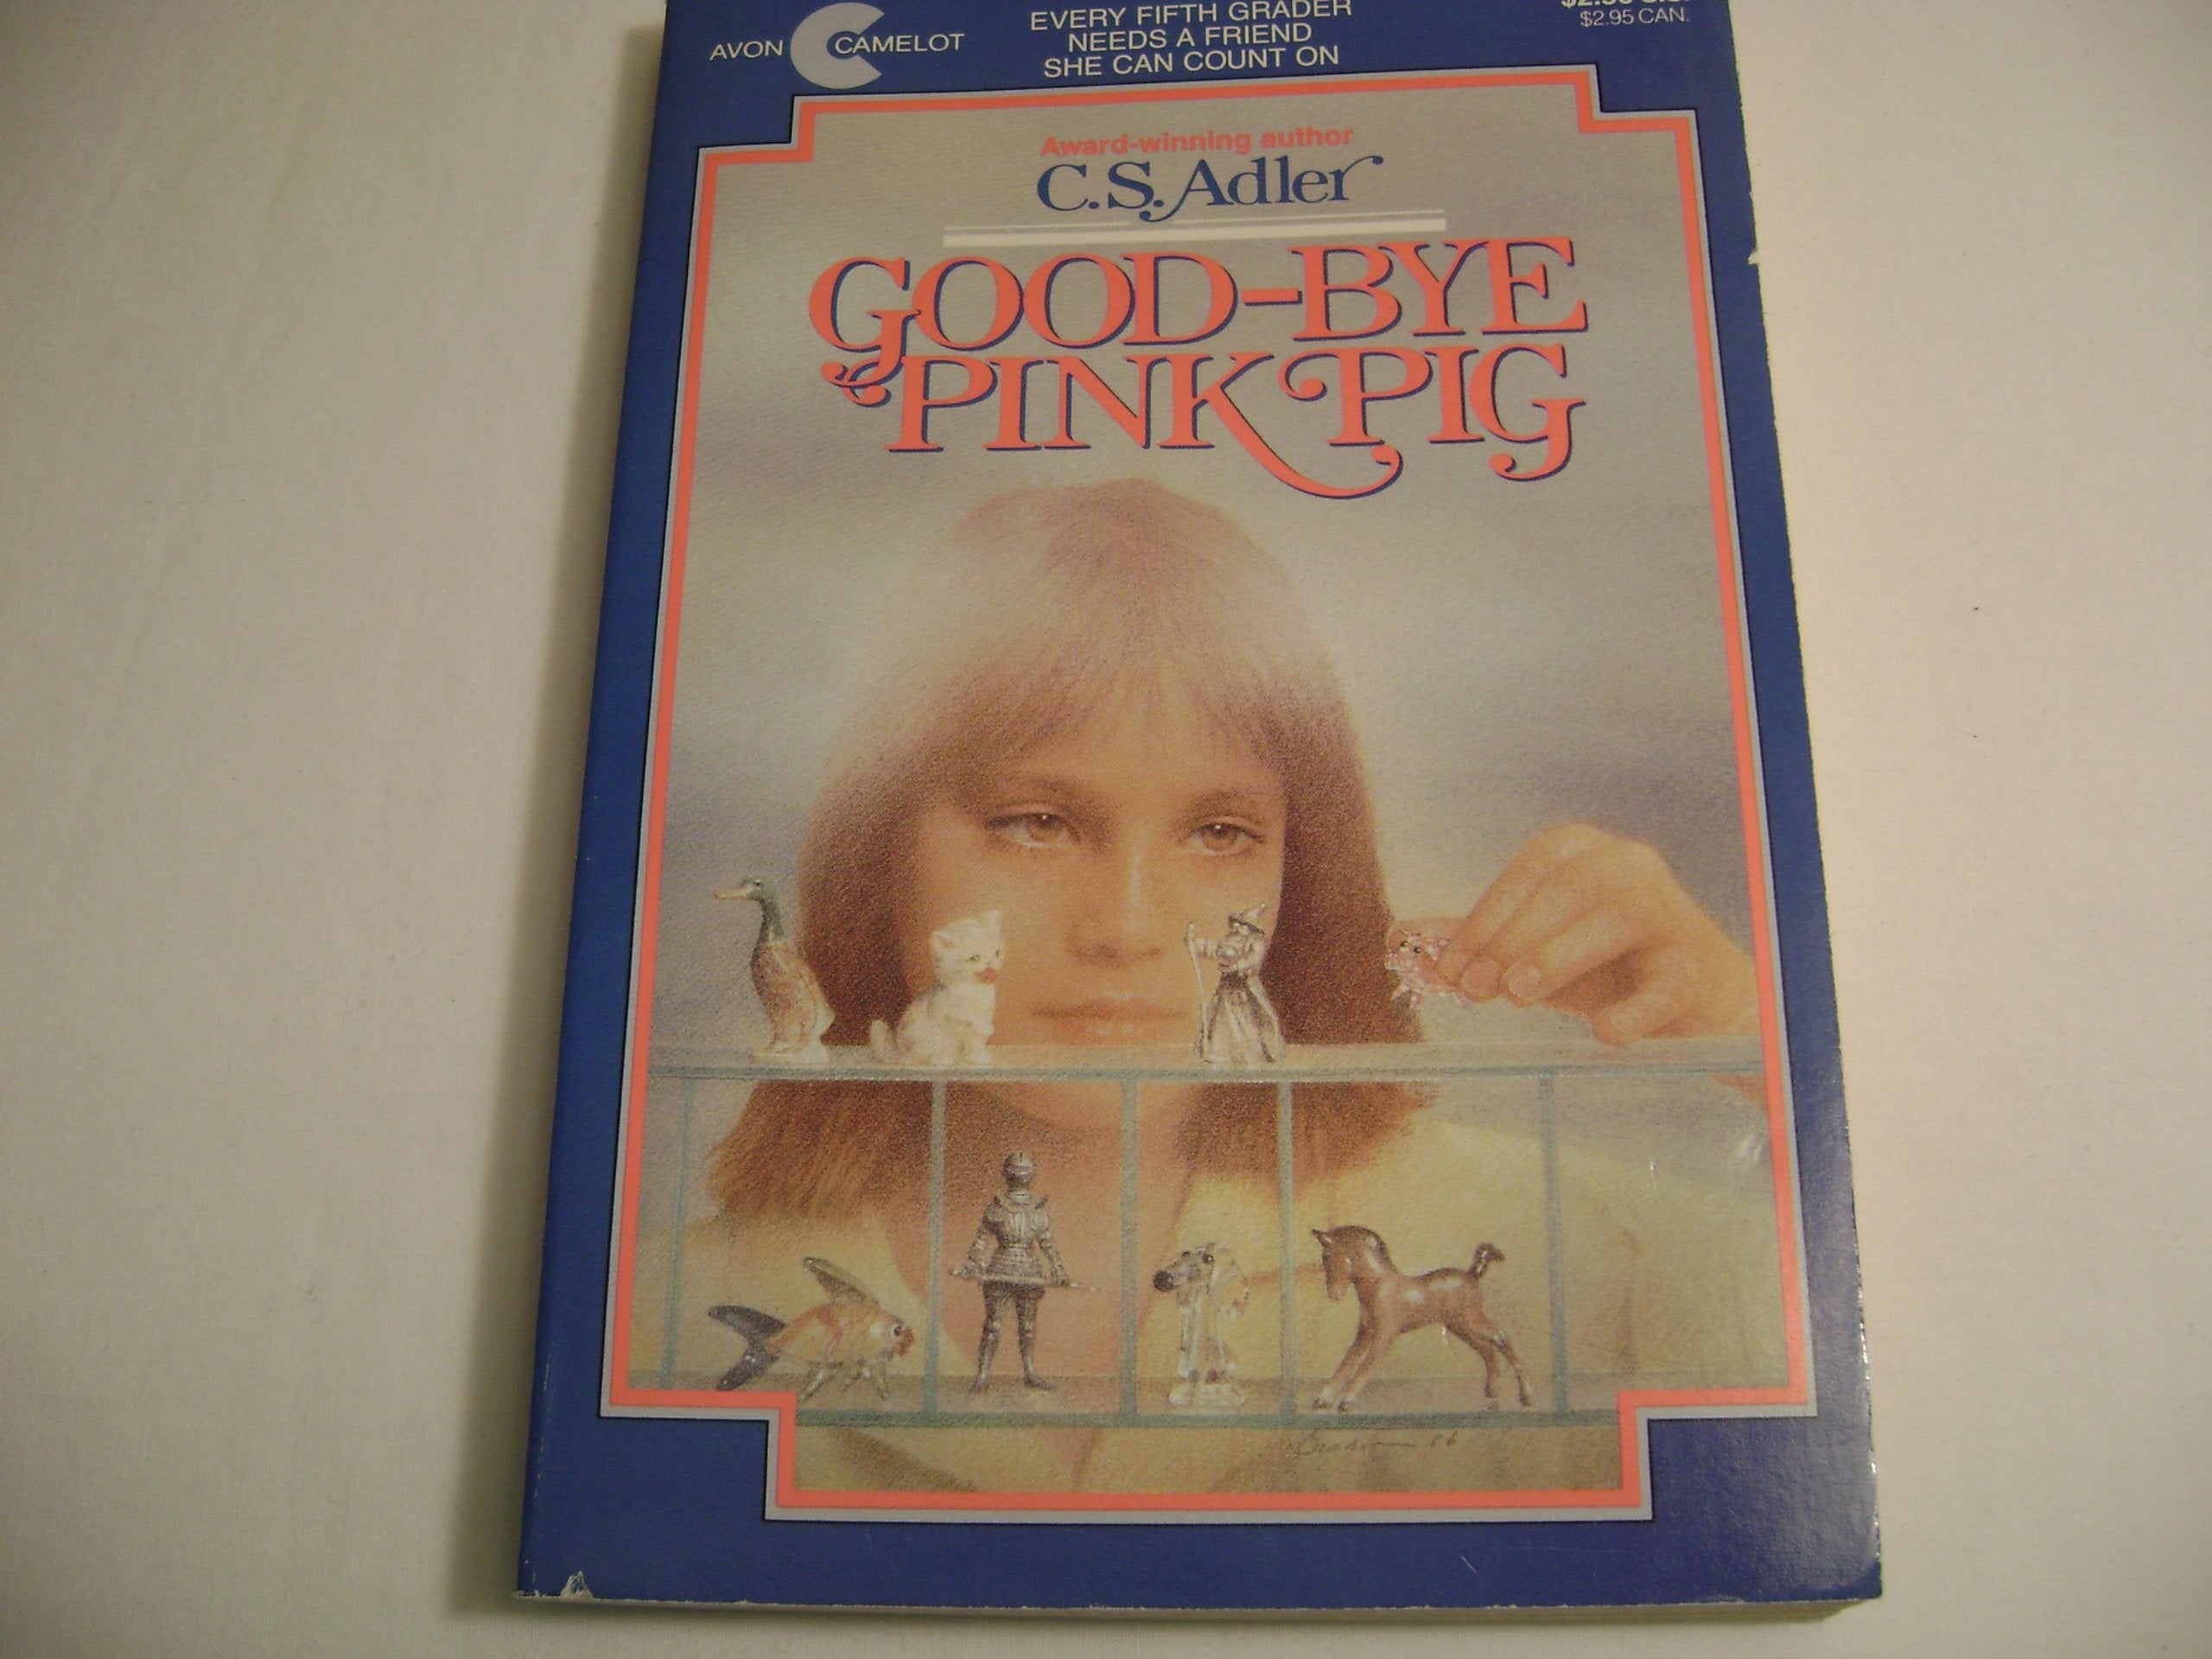 AVON CAMELOT
EVERY FIFTH GRADER
NEEDS A FRIEND
SHE CAN COUNT ON
$2.95 CAN.
Award-winning author
C.S. Adler
GOOD-BYE
PINK PIG
86